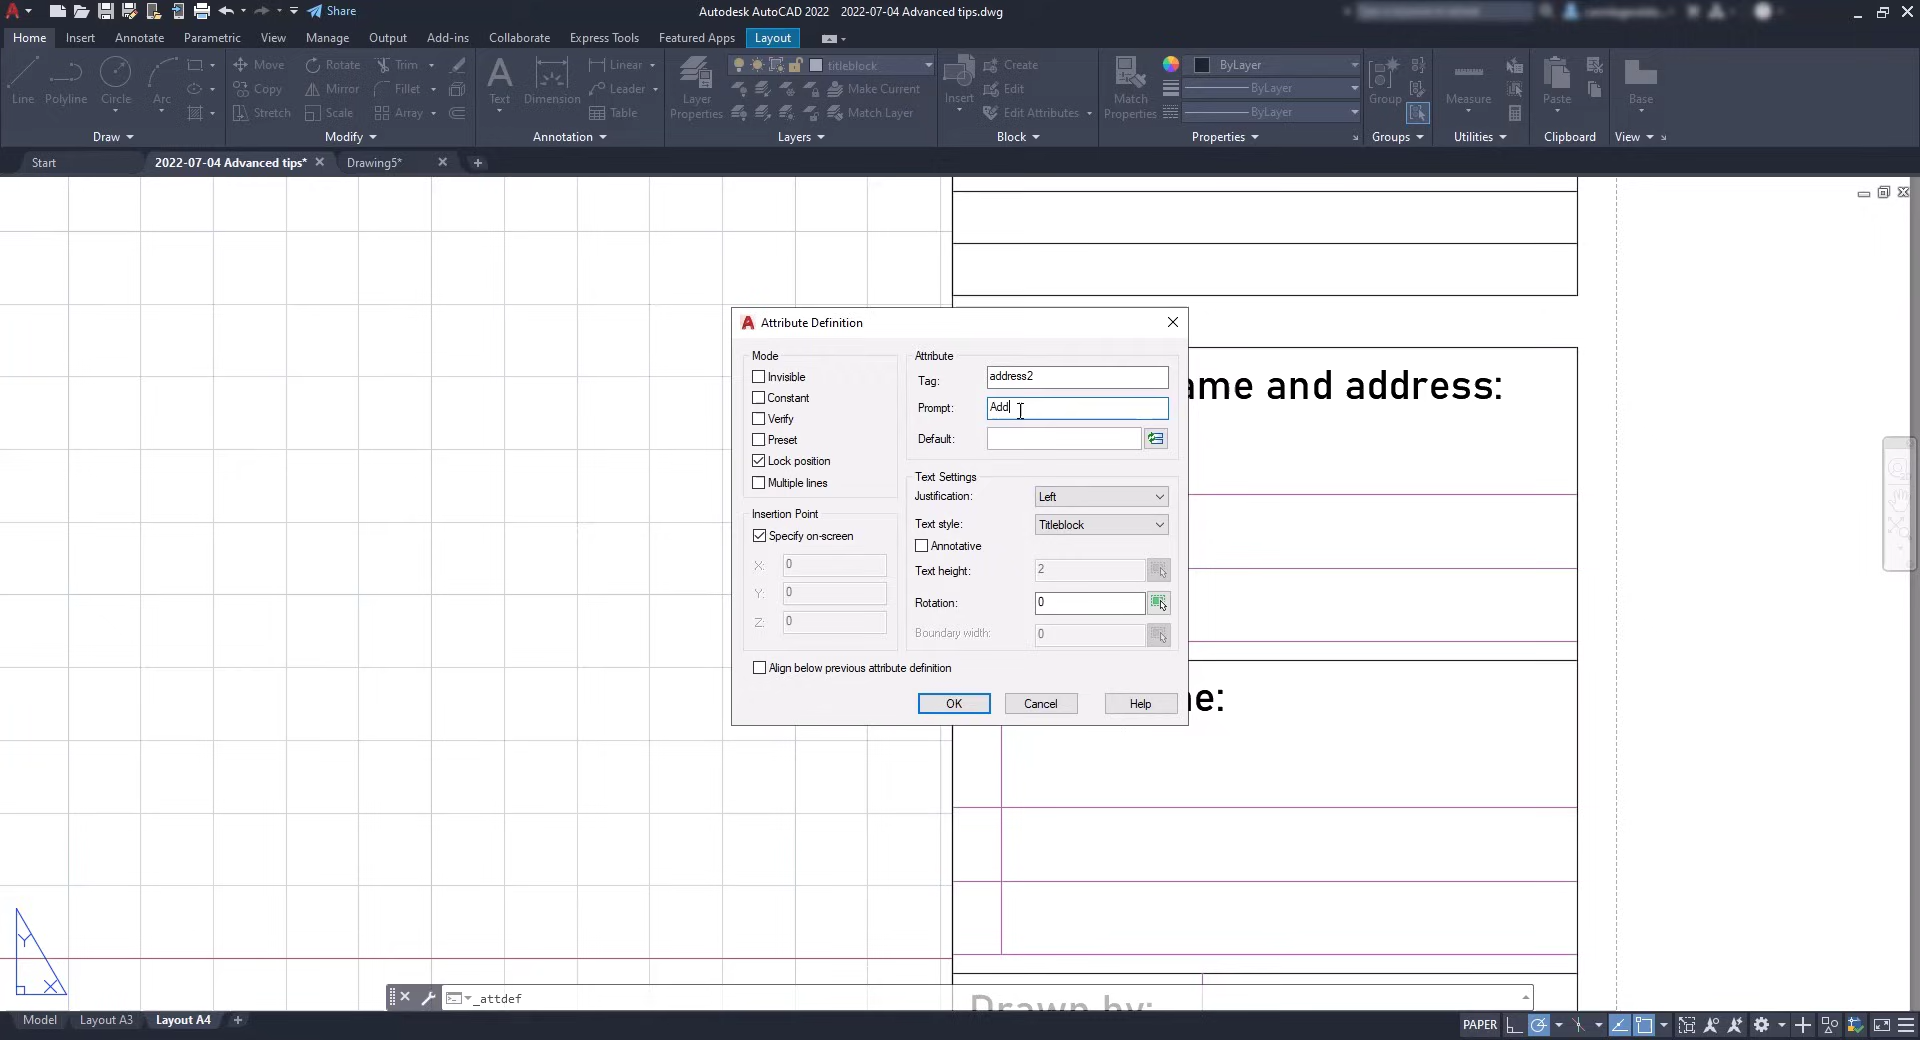 Share
Autodesk AutoCAD 2022 2022-07-04 Advanced tips.dwg
Home Insert Annotate Parametric View Manage Output Add-ins Collaborate Express Tools Featured Apps Layout
Line Polyline Circle Arc
Move Rotate Trim
Copy Mirror Fillet
Stretch Scale Array
Text Dimension
Linear
Leader
Table
Layer Properties
titleblock
Make Current
Match Layer
Insert
Create
Edit
Edit Attributes
Match Properties
ByLayer
ByLayer
ByLayer
Group Measure Paste Base
Draw Modify Annotation Layers Block Properties Groups Utilities Clipboard View
Start 2022-07-04 Advanced tips* Drawing5*
Attribute Definition
Mode
Invisible
Constant
Verify
Preset
Lock position
Multiple lines
Insertion Point
Specify on-screen
X: 0
Y: 0
Z: 0
Attribute
Tag: address2
Prompt: Add
Default:
Text Settings
Justification: Left
Text style: Titleblock
Annotative
Text height: 2
Rotation: 0
Boundary width: 0
Align below previous attribute definition
OK Cancel Help
ame and address:
e:
Drawn by:
Y
X
_attdef
Model Layout A3 Layout A4
PAPER